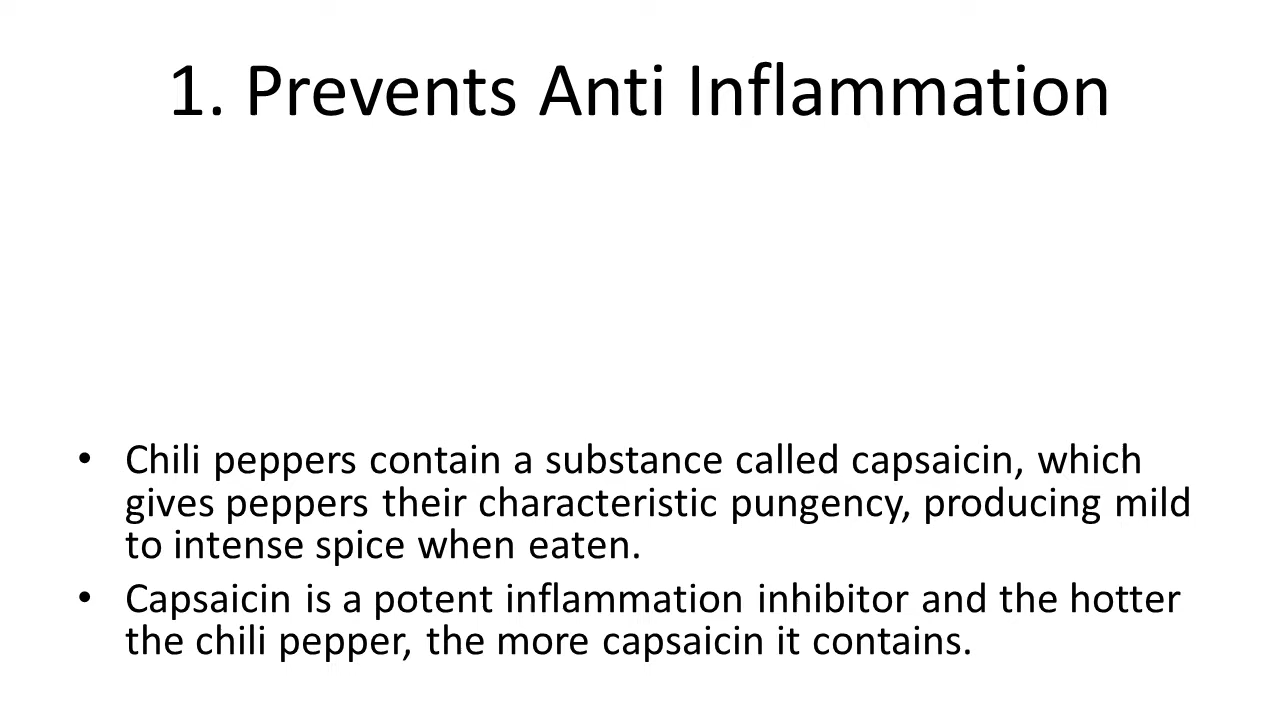 1. Prevents Anti Inflammation
• Chili peppers contain a substance called capsaicin, which
gives peppers their characteristic pungency, producing mild
to intense spice when eaten.
• Capsaicin is a potent inflammation inhibitor and the hotter
the chili pepper, the more capsaicin it contains.